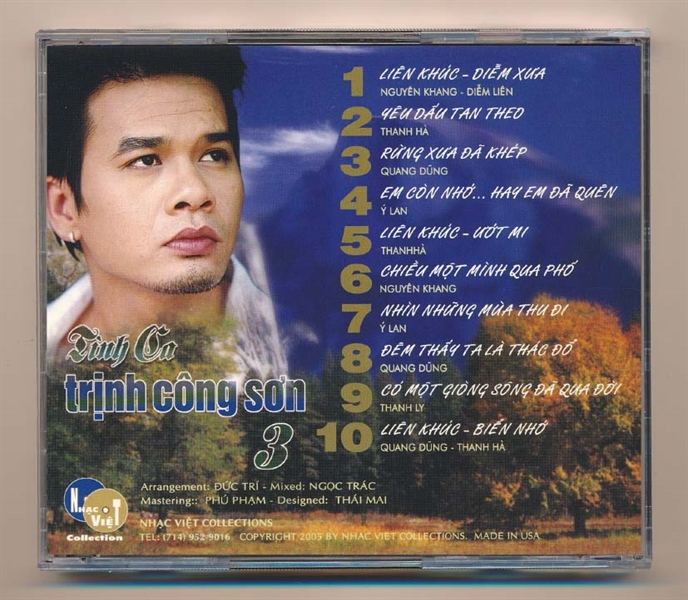 1 LIÊN KHÚC - DIỄM XƯA
NGUYÊN KHANG - DIỄM LIÊN
2 YÊU DẤU TAN THEO
THANH HÀ
3 RỪNG XƯA ĐÃ KHÉP
QUANG DŨNG
4 EM CÒN NHỚ... HAY EM ĐÃ QUÊN
Ý LAN
5 LIÊN KHÚC - ƯỚT MI
THANHHÀ
6 CHIỀU MỘT MÌNH QUA PHỐ
NGUYÊN KHANG
7 NHÌN NHỮNG MÙA THU ĐI
Ý LAN
8 ĐÊM THẤY TA LÀ THÁC ĐỔ
QUANG DŨNG
9 CÓ MỘT GIÒNG SÔNG ĐÃ QUA ĐỜI
THANH LY
10 LIÊN KHÚC - BIỂN NHỚ
QUANG DŨNG - THANH HÀ
Tình Ca
trịnh công sơn
3
Arrangement: ĐỨC TRÍ - Mixed: NGỌC TRÁC
Mastering:: PHÚ PHẠM - Designed: THÁI MAI
NHẠC VIỆT COLLECTIONS
TEL: (714) 952-9016 COPYRIGHT 2005 BY NHẠC VIỆT COLLECTIONS. MADE IN USA
NHẠC VIỆT
Collection